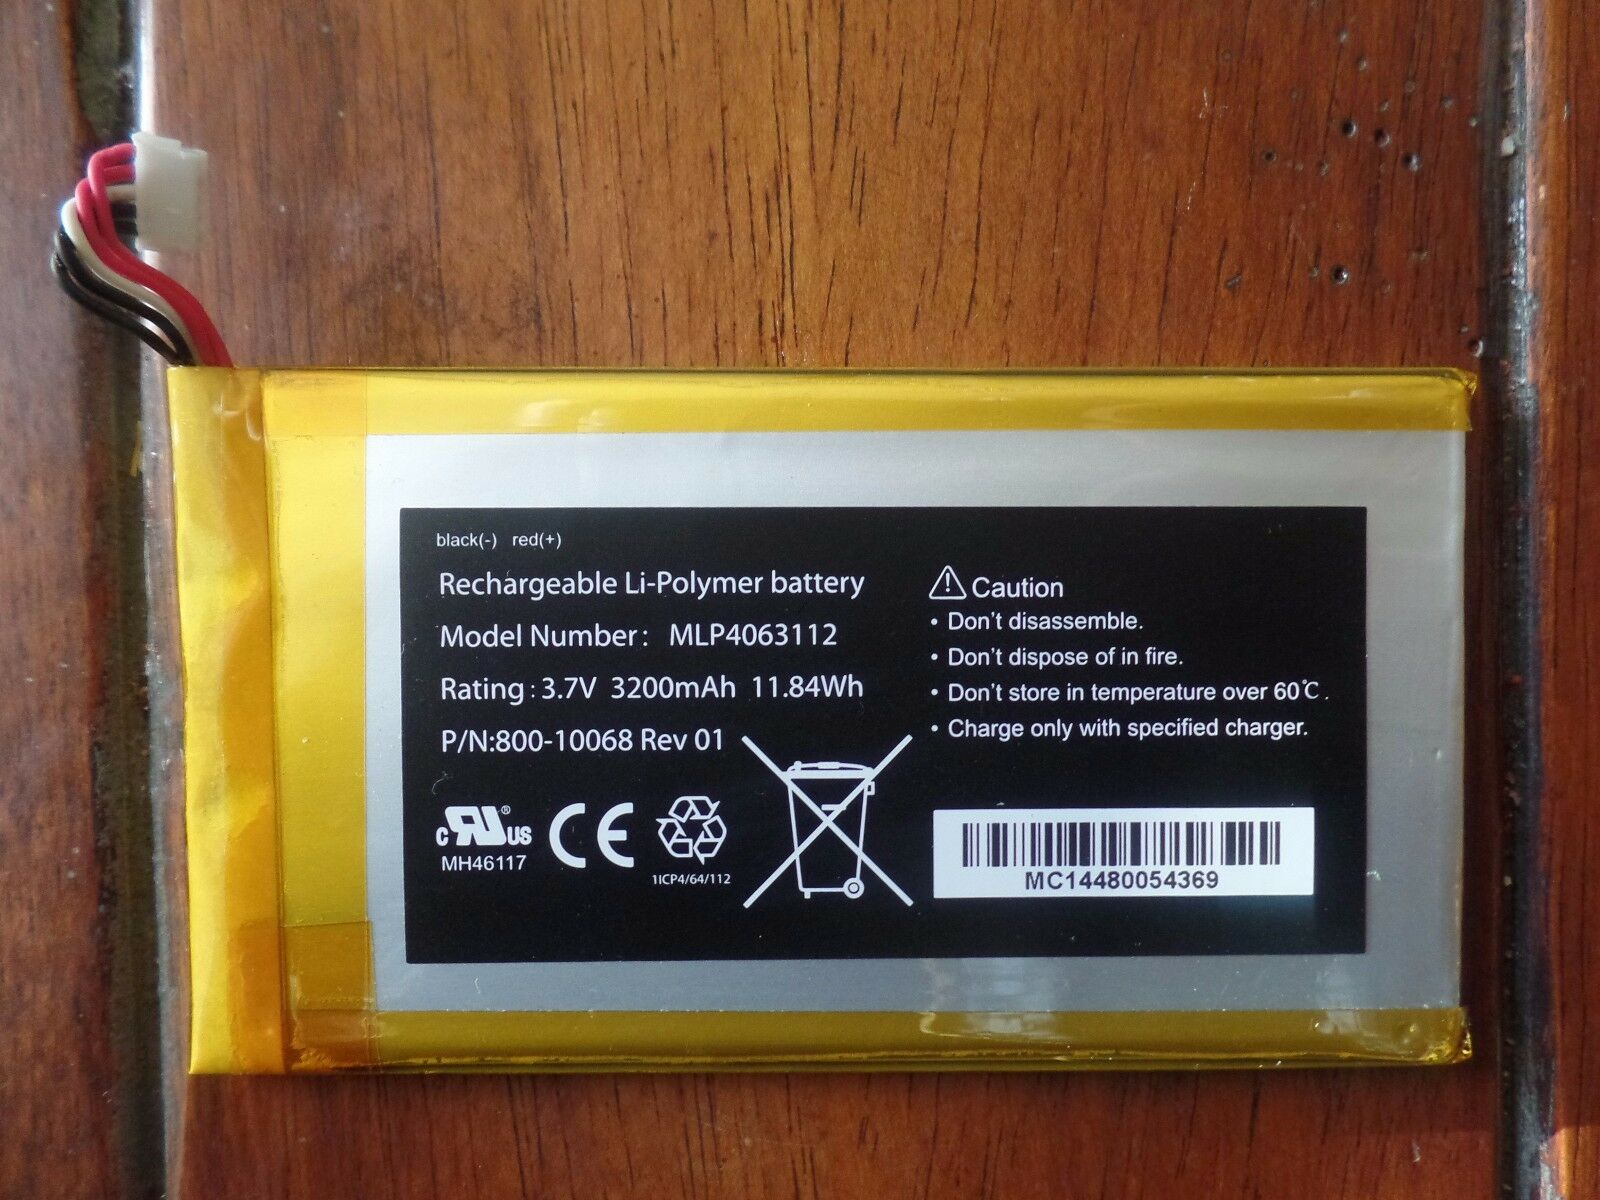 black(-) red(+)
Rechargeable Li-Polymer battery
Model Number: MLP4063112
Rating: 3.7V 3200mAh 11.84Wh
P/N:800-10068 Rev 01
Caution
• Don't disassemble.
• Don't dispose of in fire.
• Don't store in temperature over 60℃.
• Charge only with specified charger.
c RU® US
MH46117
CE
1ICP4/64/112
MC14480054369